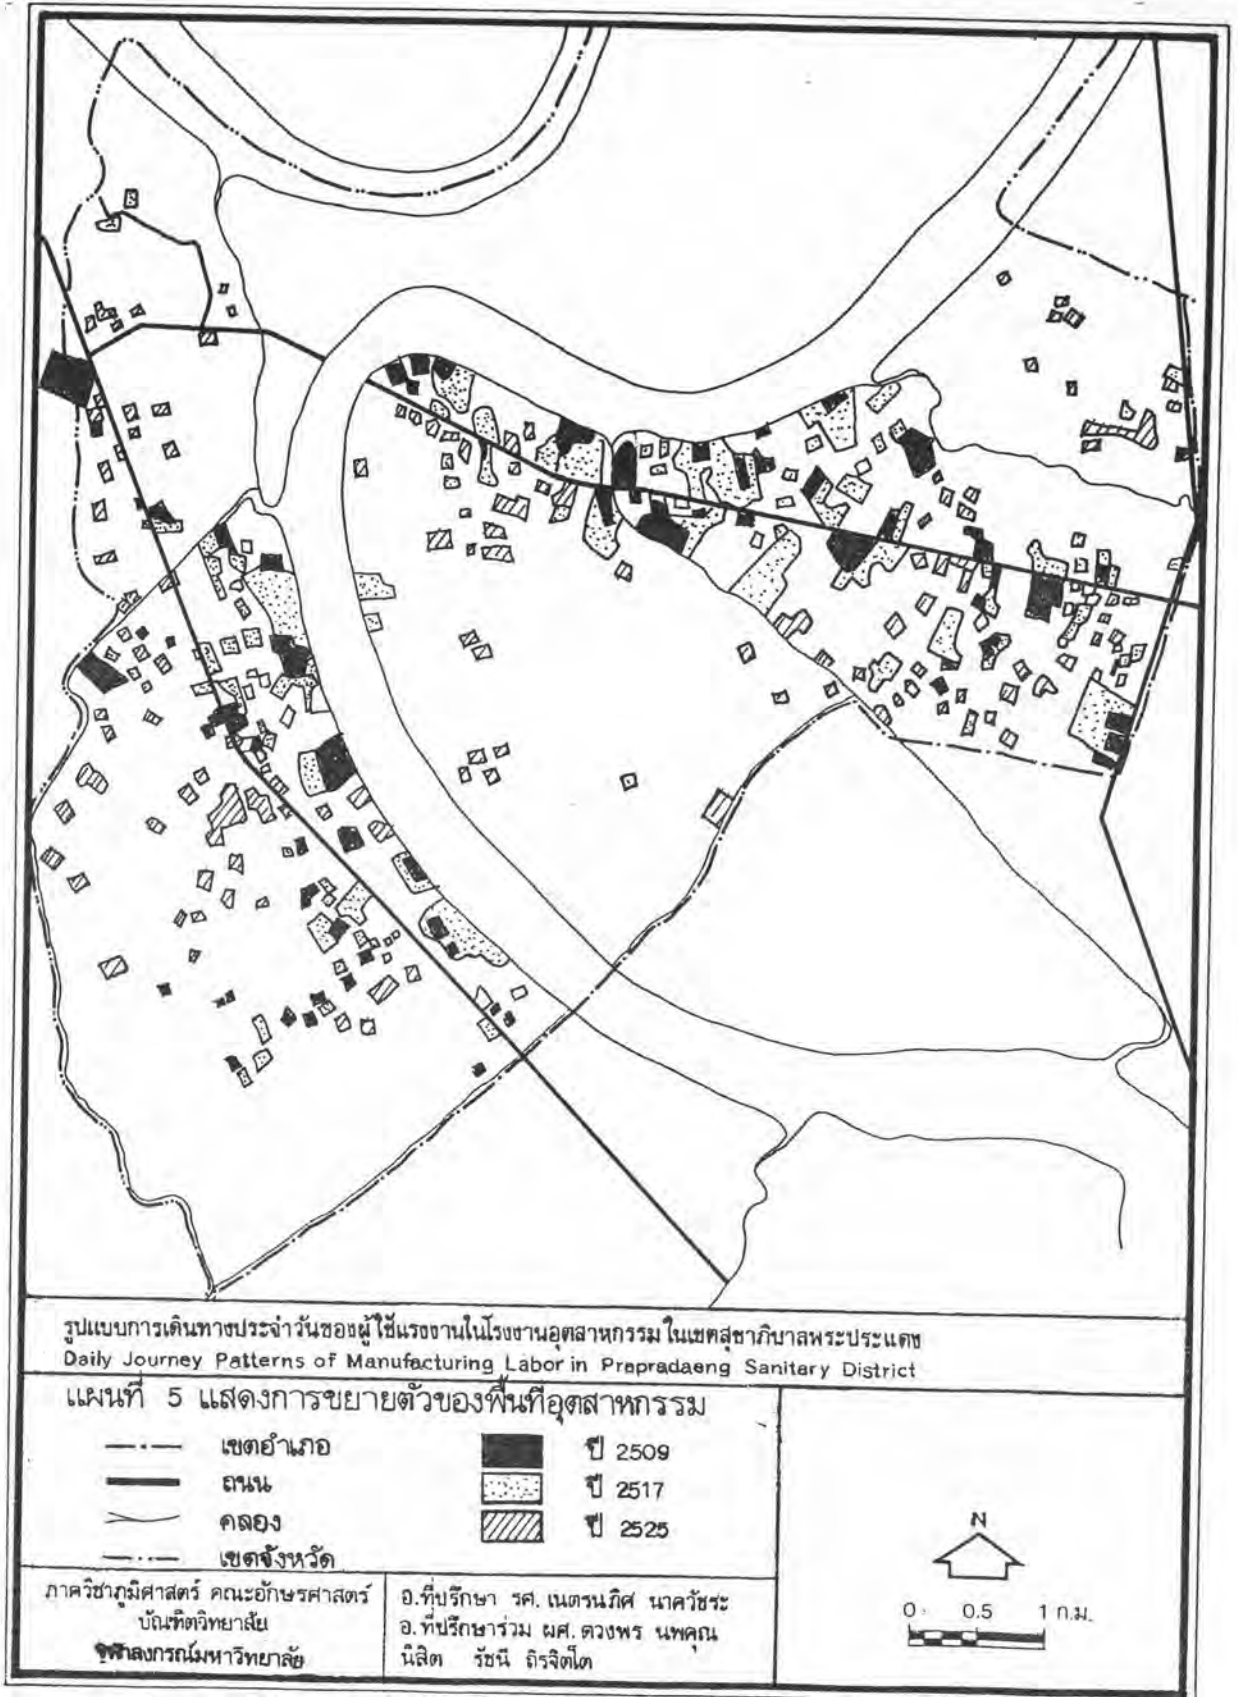 รูปแบบการเดินทางประจำวันของผู้ใช้แรงงานในโรงงานอุตสาหกรรม ในเขตสุขาภิบาลพระประแดง
Daily Journey Patterns of Manufacturing Labor in Prapradaeng Sanitary District
แผนที่ 5 แสดงการขยายตัวของพื้นที่อุตสาหกรรม
เขตอำเภอ
ถนน
คลอง
เขตจังหวัด
ปี 2509
ปี 2517
ปี 2525
N
0 0.5 1 ก.ม.
ภาควิชาภูมิศาสตร์ คณะอักษรศาสตร์
บัณฑิตวิทยาลัย
จุฬาลงกรณ์มหาวิทยาลัย
อ.ที่ปรึกษา รศ. เนตรนภิศ นาควัชระ
อ.ที่ปรึกษาร่วม ผศ. ดวงพร นพคุณ
นิสิต รัชนี ถิรจิตโต